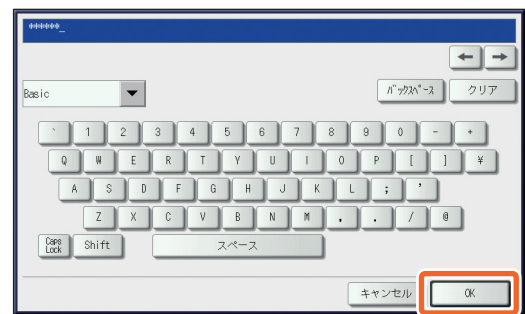 ******_
← →
Basic ▼ バックスペース クリア
` 1 2 3 4 5 6 7 8 9 0 - +
Q W E R T Y U I O P [ ] ¥
A S D F G H J K L ; '
Z X C V B N M , . / @
Caps Lock Shift スペース
キャンセル OK